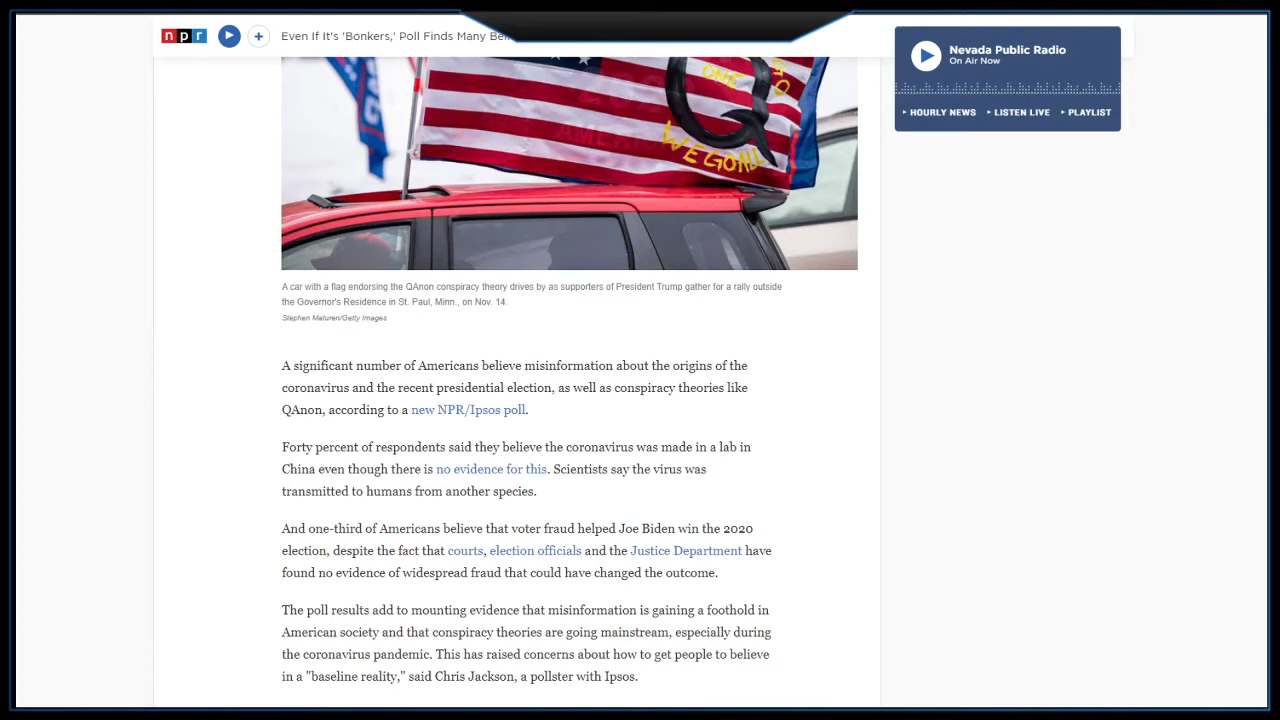 npr
Even If It's 'Bonkers,' Poll Finds Many
Nevada Public Radio
On Air Now
HOURLY NEWS LISTEN LIVE PLAYLIST
ONE
GO
WE GO ALL
A car with a flag endorsing the QAnon conspiracy theory drives by as supporters of President Trump gather for a rally outside
the Governor's Residence in St. Paul, Minn., on Nov. 14.
Stephen Maturen/Getty Images
A significant number of Americans believe misinformation about the origins of the
coronavirus and the recent presidential election, as well as conspiracy theories like
QAnon, according to a new NPR/Ipsos poll.
Forty percent of respondents said they believe the coronavirus was made in a lab in
China even though there is no evidence for this. Scientists say the virus was
transmitted to humans from another species.
And one-third of Americans believe that voter fraud helped Joe Biden win the 2020
election, despite the fact that courts, election officials and the Justice Department have
found no evidence of widespread fraud that could have changed the outcome.
The poll results add to mounting evidence that misinformation is gaining a foothold in
American society and that conspiracy theories are going mainstream, especially during
the coronavirus pandemic. This has raised concerns about how to get people to believe
in a "baseline reality," said Chris Jackson, a pollster with Ipsos.